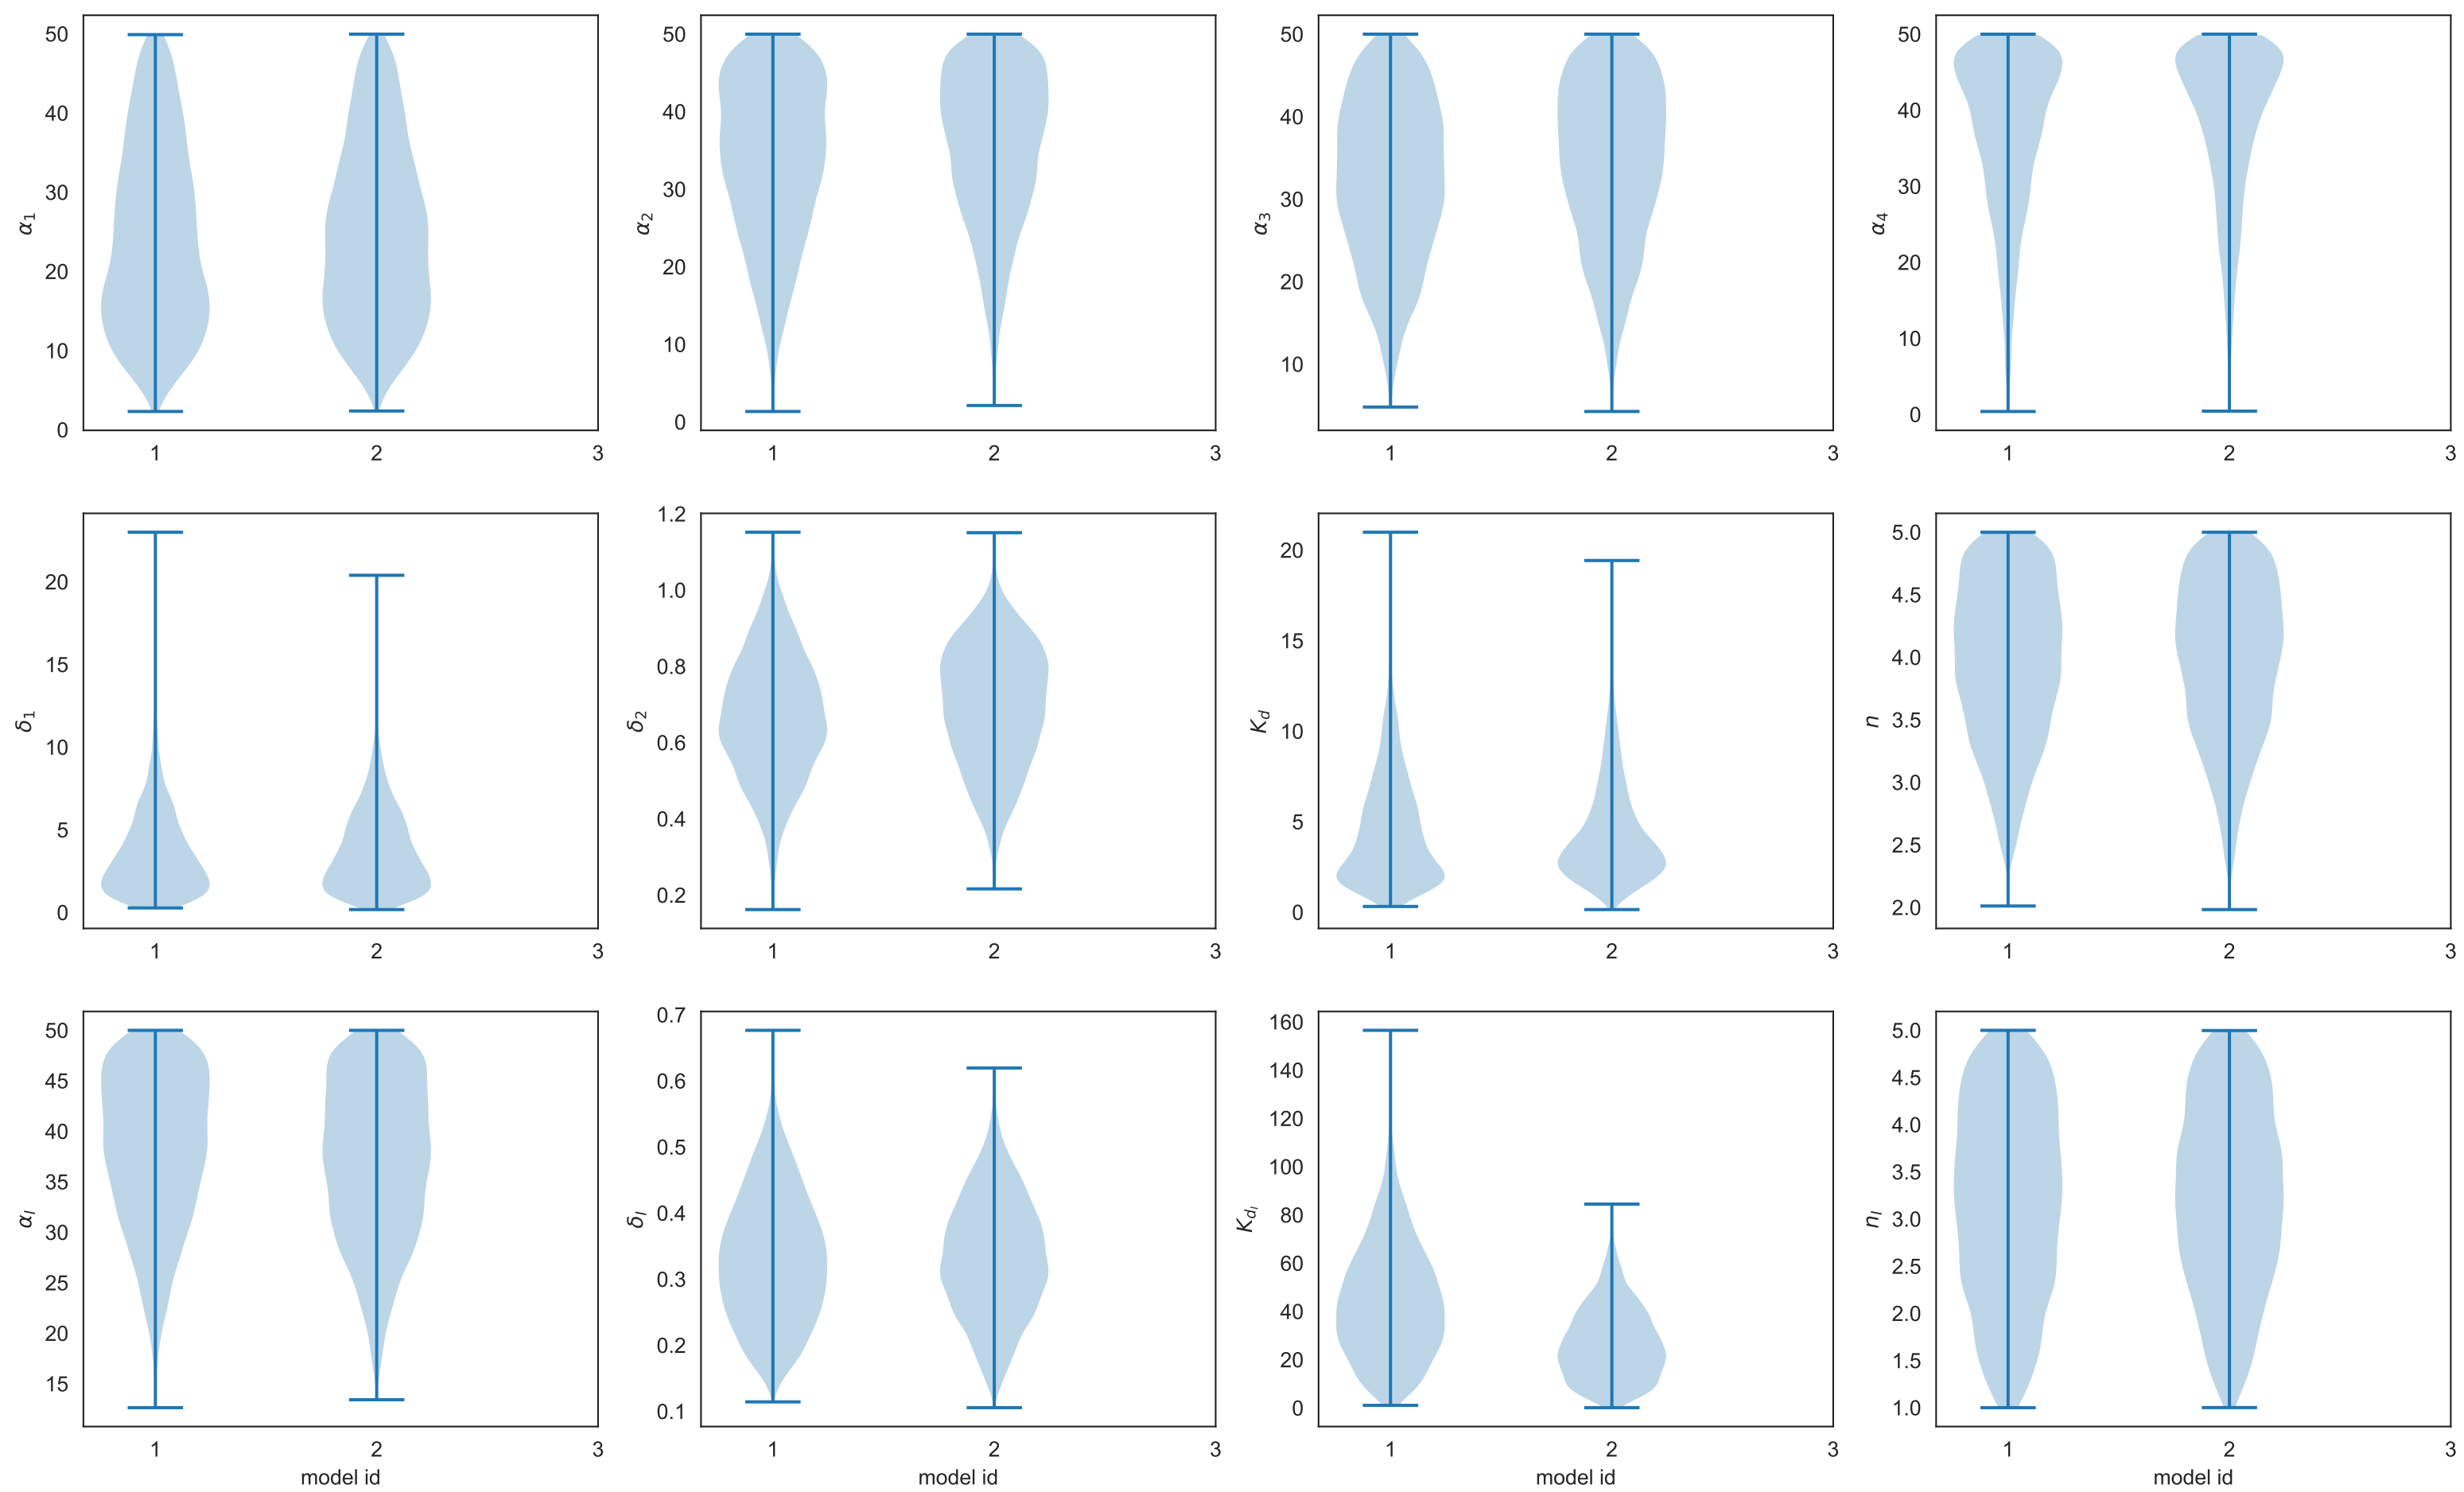 50 40 30 20 10 0
α1
1 2 3
50 40 30 20 10 0
α2
1 2 3
50 40 30 20 10
α3
1 2 3
50 40 30 20 10 0
α4
1 2 3
20 15 10 5 0
δ1
1 2 3
1.2 1.0 0.8 0.6 0.4 0.2
δ2
1 2 3
20 15 10 5 0
Kd
1 2 3
5.0 4.5 4.0 3.5 3.0 2.5 2.0
n
1 2 3
50 45 40 35 30 25 20 15
αI
1 2 3
model id
0.7 0.6 0.5 0.4 0.3 0.2 0.1
δI
1 2 3
model id
160 140 120 100 80 60 40 20 0
KdI
1 2 3
model id
5.0 4.5 4.0 3.5 3.0 2.5 2.0 1.5 1.0
nI
1 2 3
model id